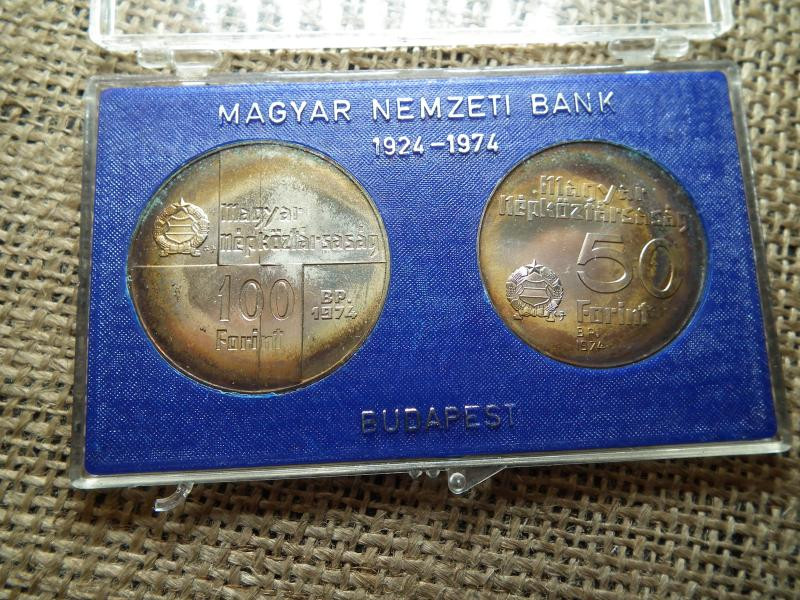 MAGYAR NEMZETI BANK
1924-1974
Magyar
Népköztársaság
100
Forint
BP.
1974
Magyar
Népköztársaság
50
Forint
BP.
1974
BUDAPEST